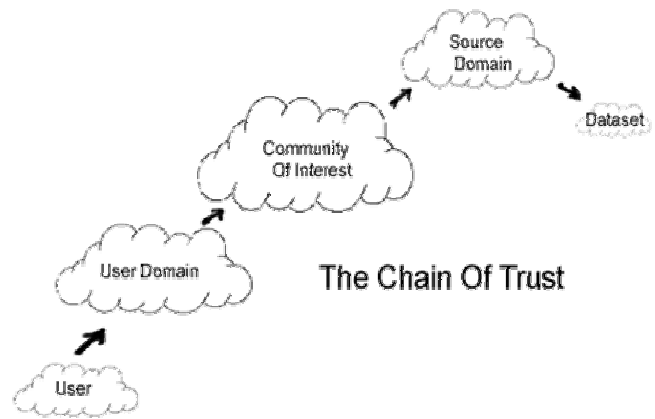 Source
Domain
Dataset
Community
Of Interest
User Domain
The Chain Of Trust
User